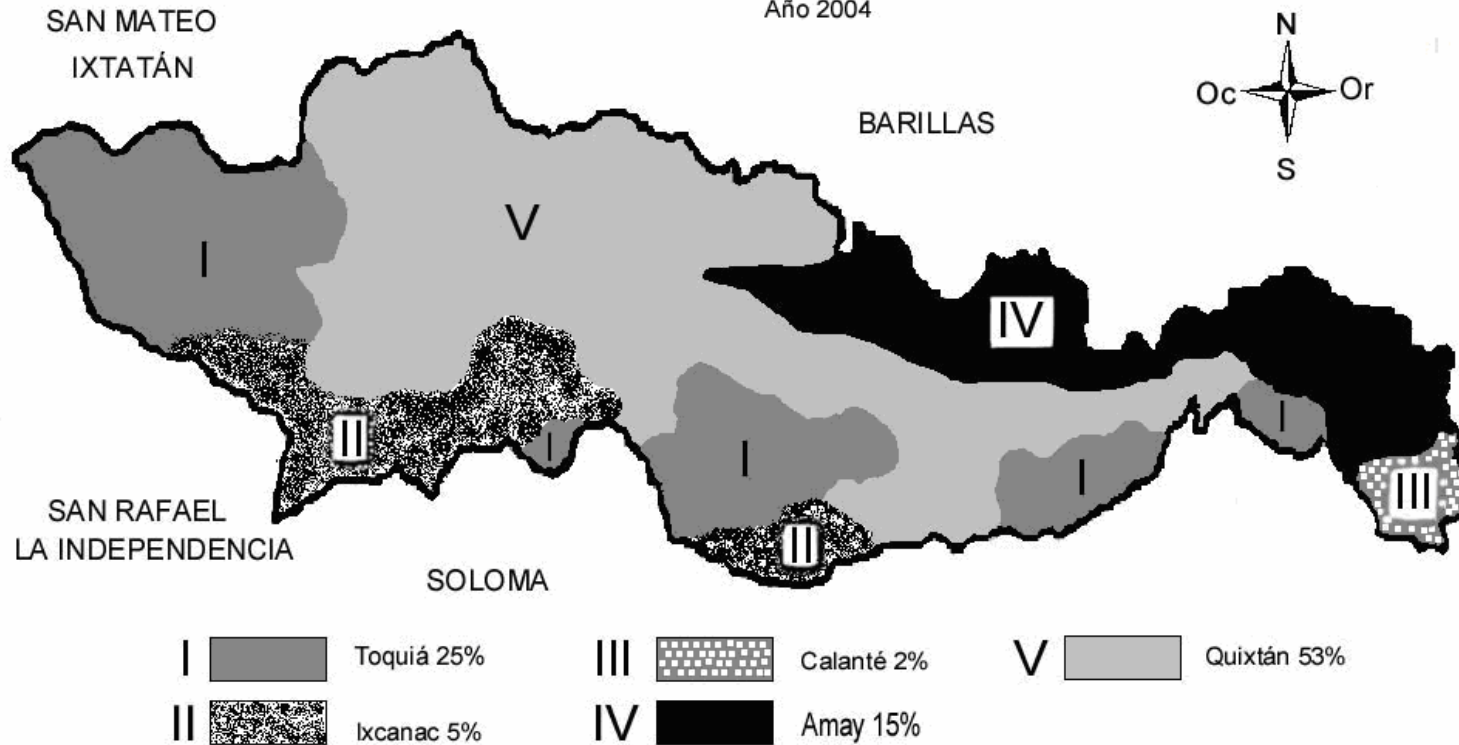 Año 2004
SAN MATEO
IXTATÁN
N
Oc
Or
S
BARILLAS
V
I
IV
I
II
I
I
I
III
II
SAN RAFAEL
LA INDEPENDENCIA
SOLOMA
I Toquiá 25%
III Calanté 2%
V Quixtán 53%
II Ixcanac 5%
IV Amay 15%